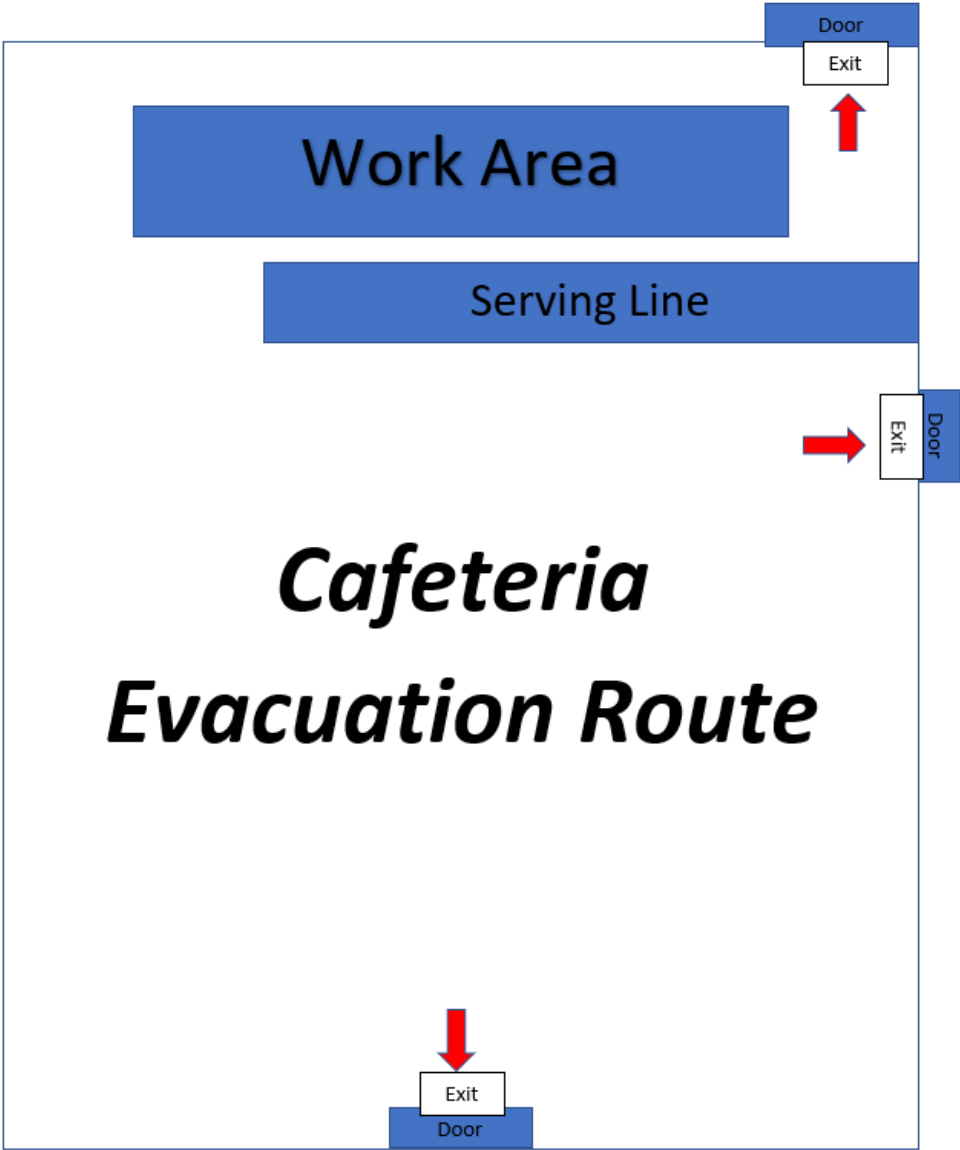 Door
Exit
Work Area
Serving Line
Exit
Door
Cafeteria
Evacuation Route
Exit
Door